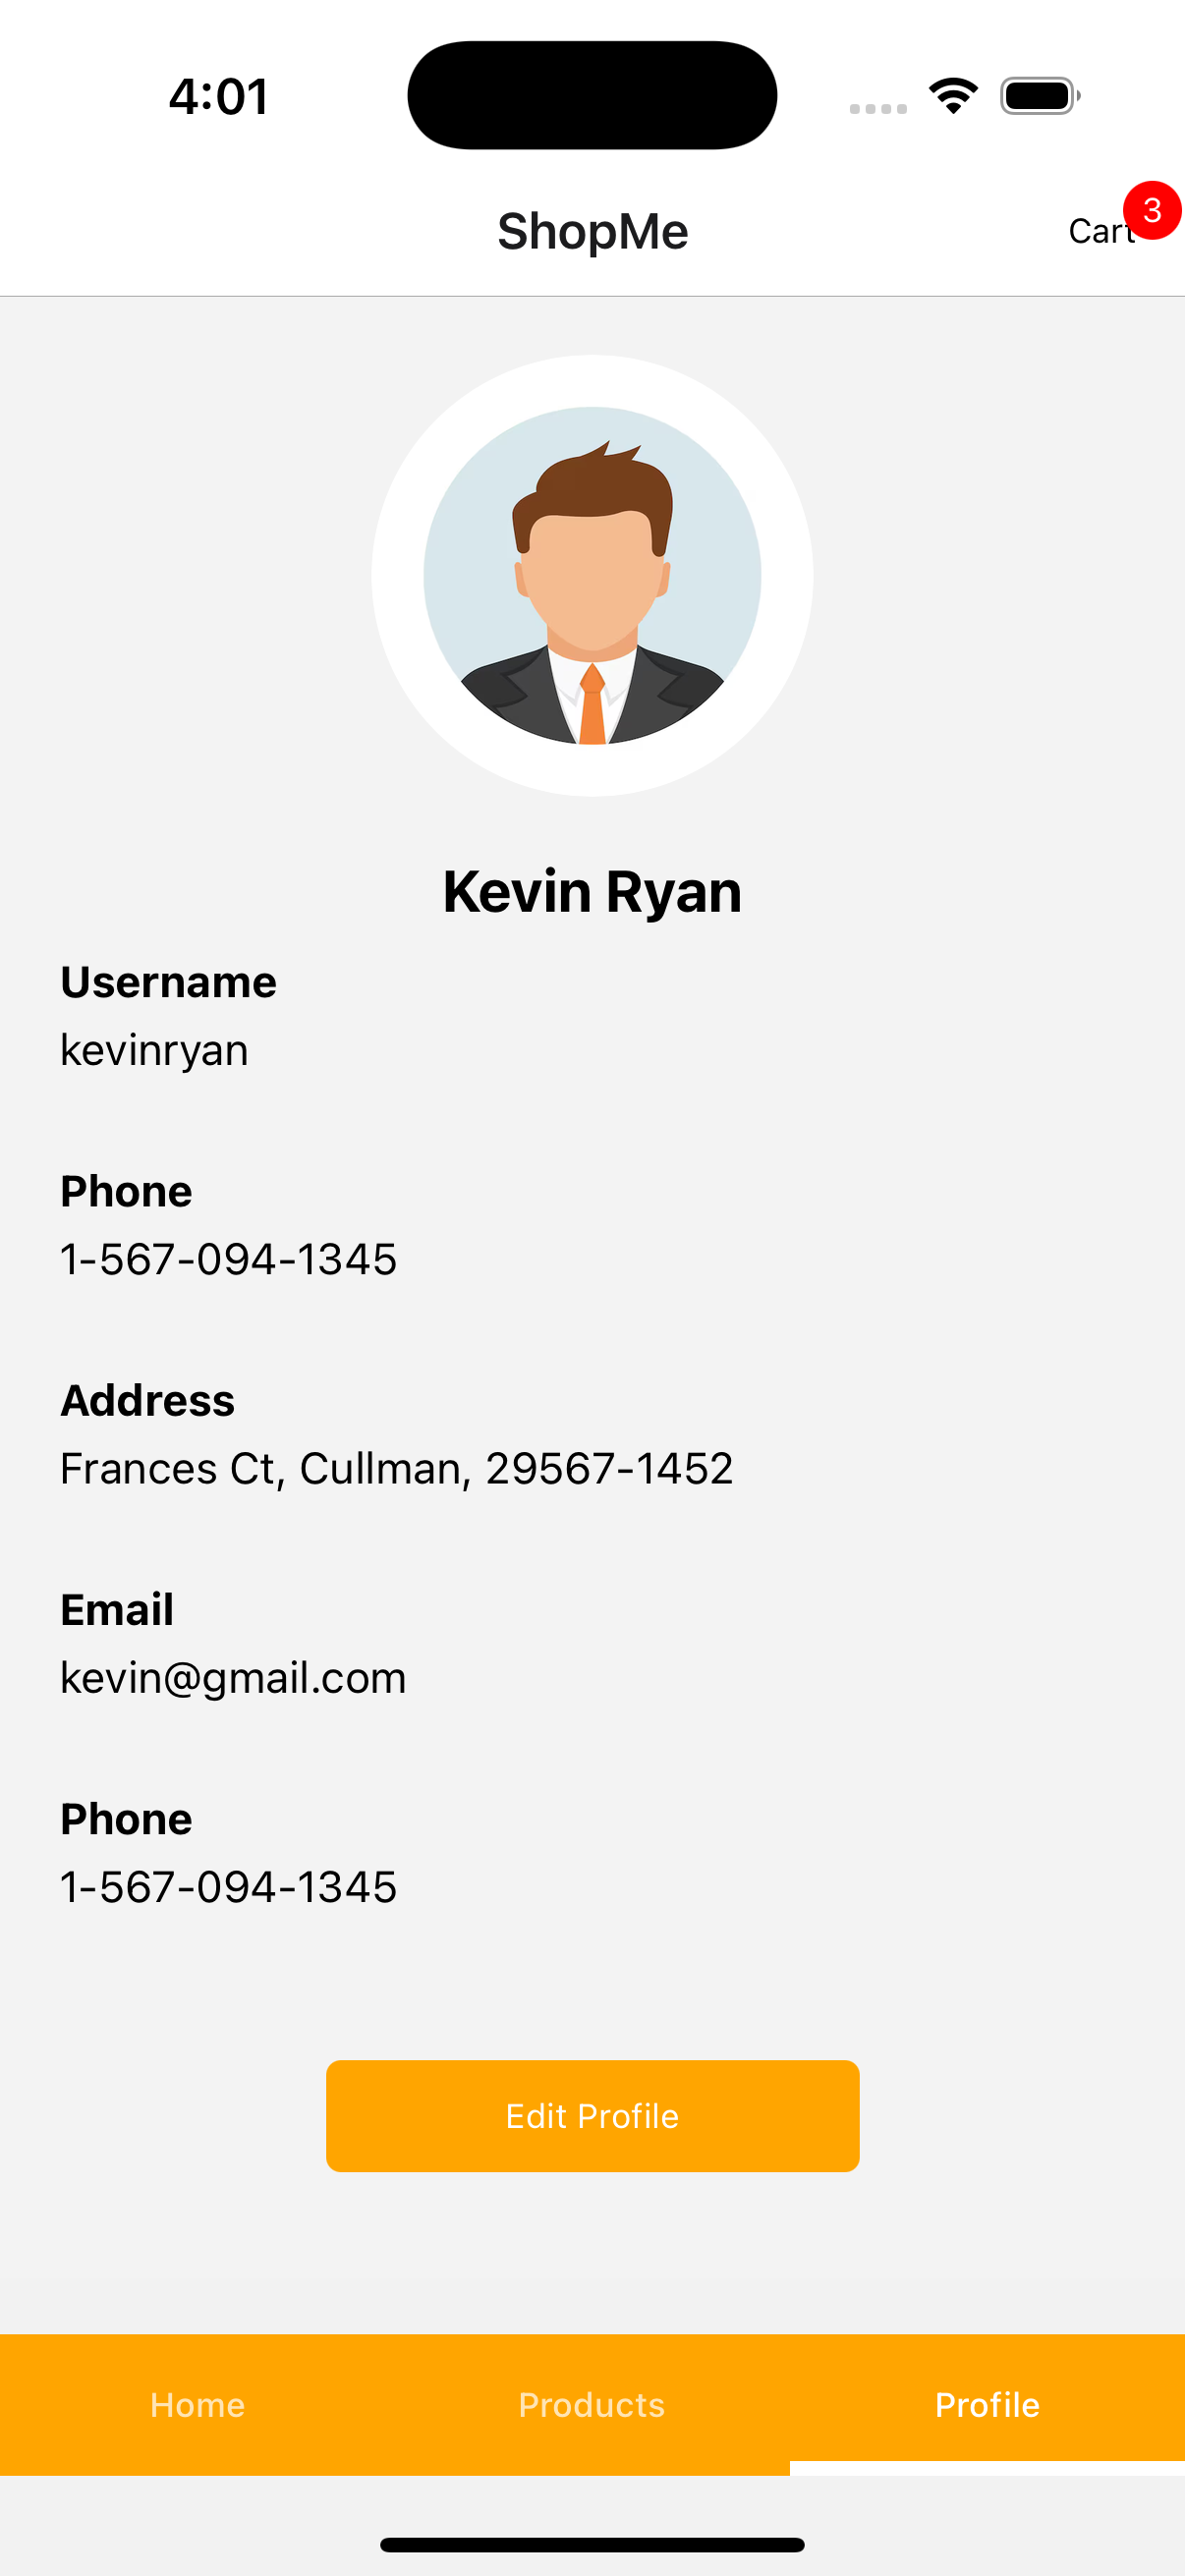 4:01
ShopMe
Cart
3
Kevin Ryan
Username
kevinryan
Phone
1-567-094-1345
Address
Frances Ct, Cullman, 29567-1452
Email
kevin@gmail.com
Phone
1-567-094-1345
Edit Profile
Home
Products
Profile